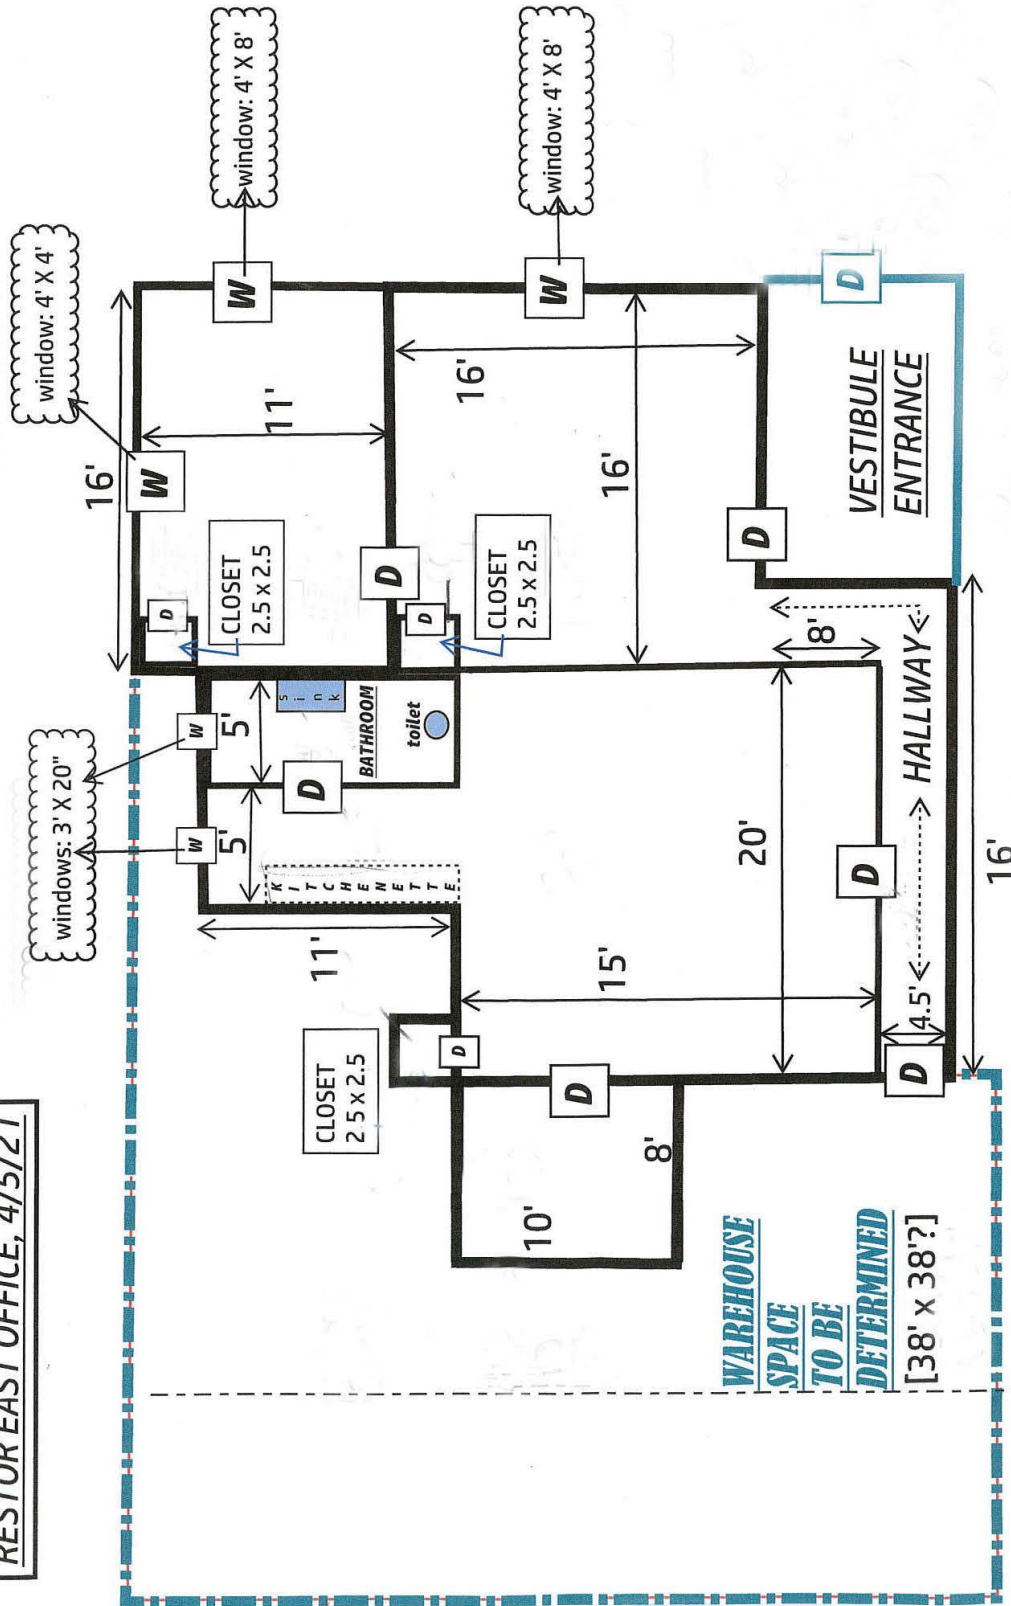 RESTOR EAST OFFICE, 4/5/21
windows: 3' X 20"
window: 4' X 4'
window: 4' X 8'
window: 4' X 8'
16'
W
W
11'
D
CLOSET
2.5 x 2.5
D
W
W
5'
5'
D
sink
BATHROOM
toilet
KITCHENETTE
11'
CLOSET
2.5 x 2.5
D
D
CLOSET
2.5 x 2.5
W
16'
16'
D
15'
20'
D
10'
8'
8'
D
HALLWAY
4.5'
D
16'
VESTIBULE
ENTRANCE
D
WAREHOUSE
SPACE
TO BE
DETERMINED
[38' x 38'?]